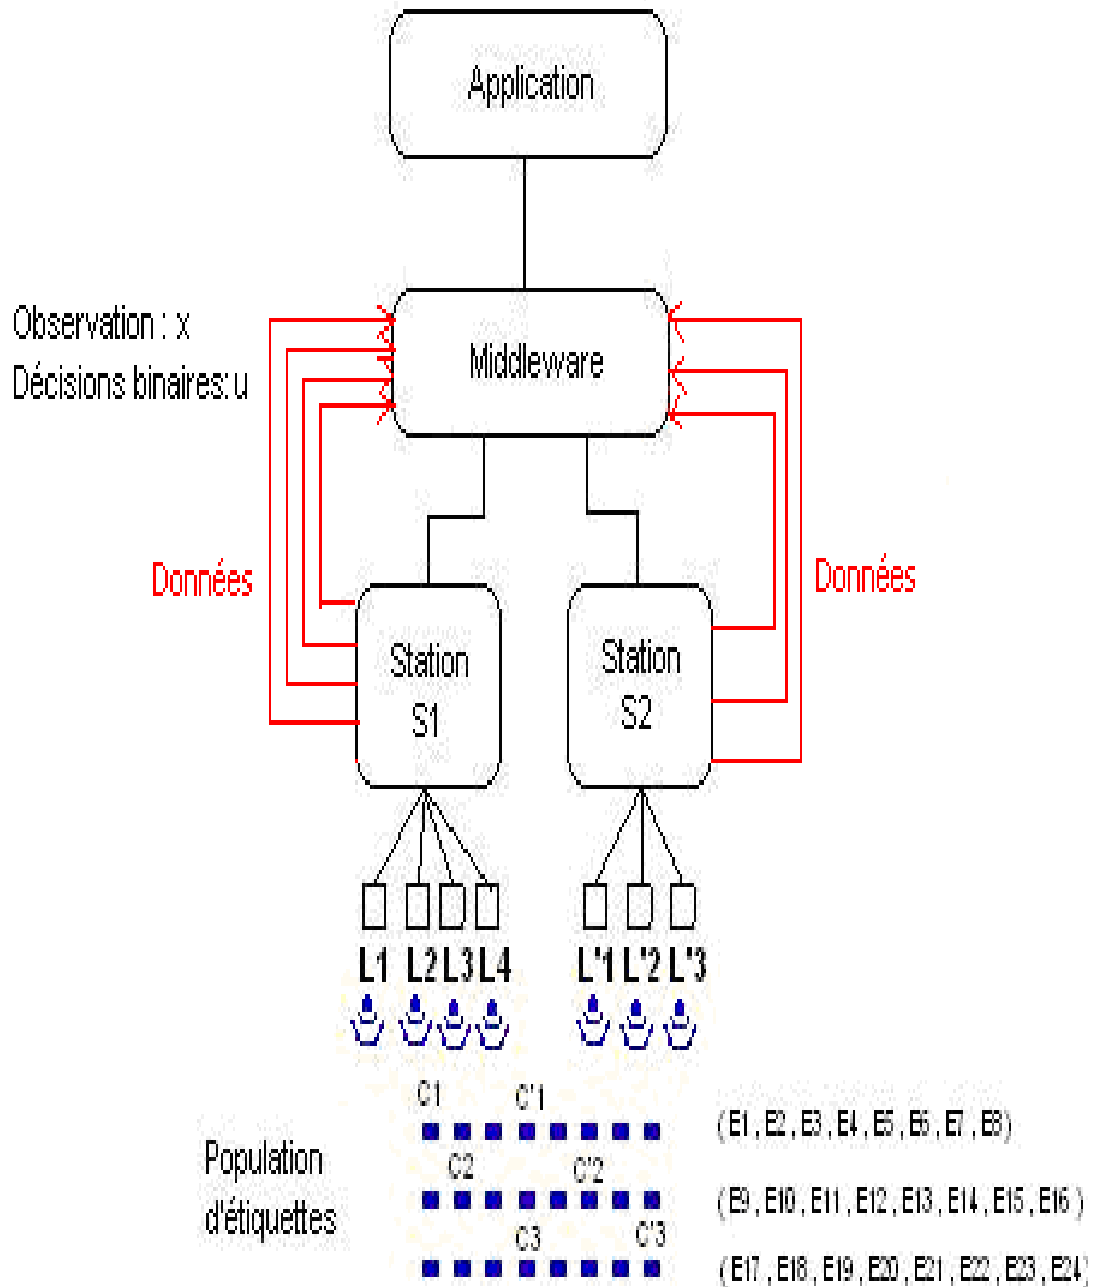 Application
Observation : x
Décisions binaires: u
Middleware
Données
Données
Station
S1
Station
S2
L1 L2 L3 L4 L'1 L'2 L'3
C1 C'1
(E1, E2, E3, E4, E5, E6, E7, E8)
Population
d'étiquettes
C2 C'2
(E9, E10, E11, E12, E13, E14, E15, E16)
C3 C'3
(E17, E18, E19, E20, E21, E22, E23, E24)